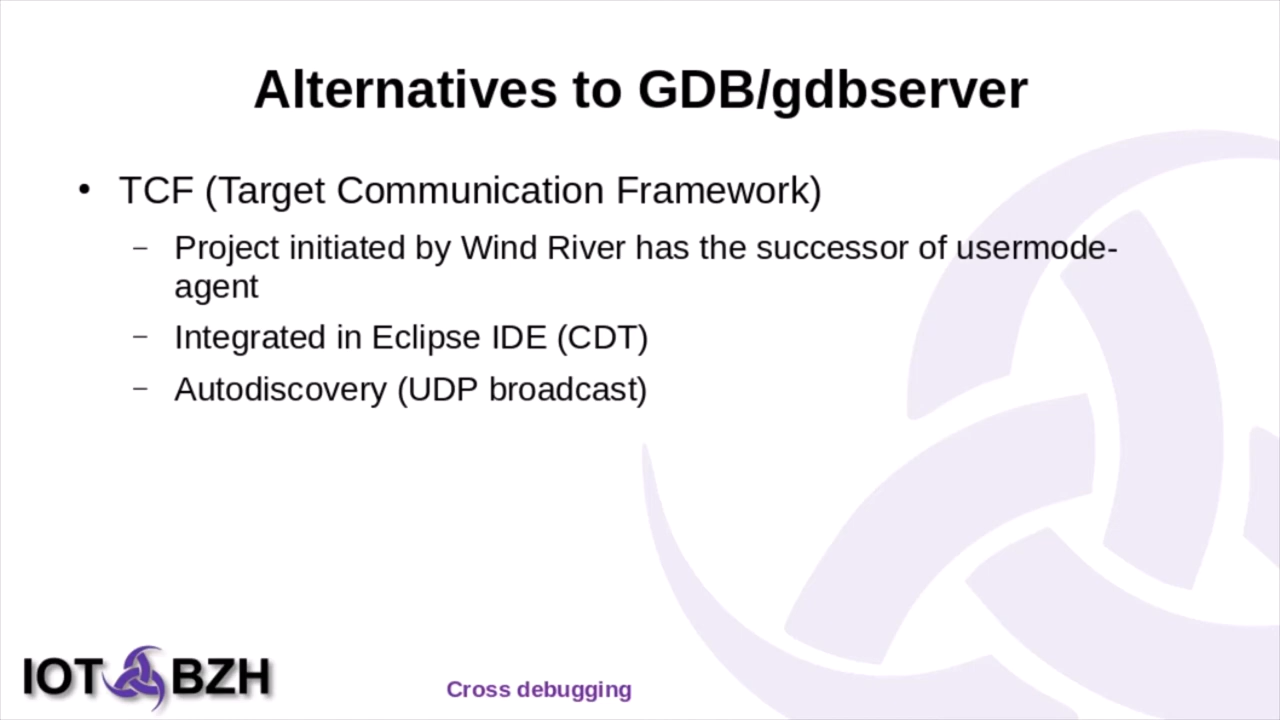 Alternatives to GDB/gdbserver
• TCF (Target Communication Framework)
– Project initiated by Wind River has the successor of usermode-
agent
– Integrated in Eclipse IDE (CDT)
– Autodiscovery (UDP broadcast)
IOT BZH
Cross debugging